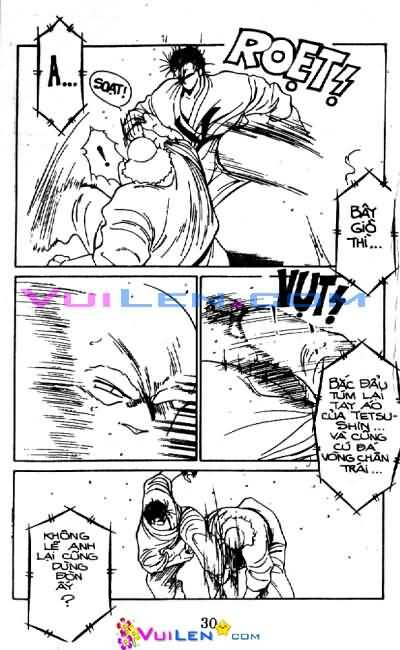 A...
SOẠT!
ROẸT!!
!
BÂY
GIỜ
THÌ...
VỤT!
VUILEN.COM
BẮC ĐẨU
TÚM LẠI
TAY ÁO
CỦA TETSU-
SHIN...
VÀ CŨNG
CÚ ĐÁ
VÒNG CHÂN
TRÁI...
KHÔNG
LẼ ANH
LẠI CŨNG
DÙNG
ĐÒN
ẤY
?
30
VUILEN.COM